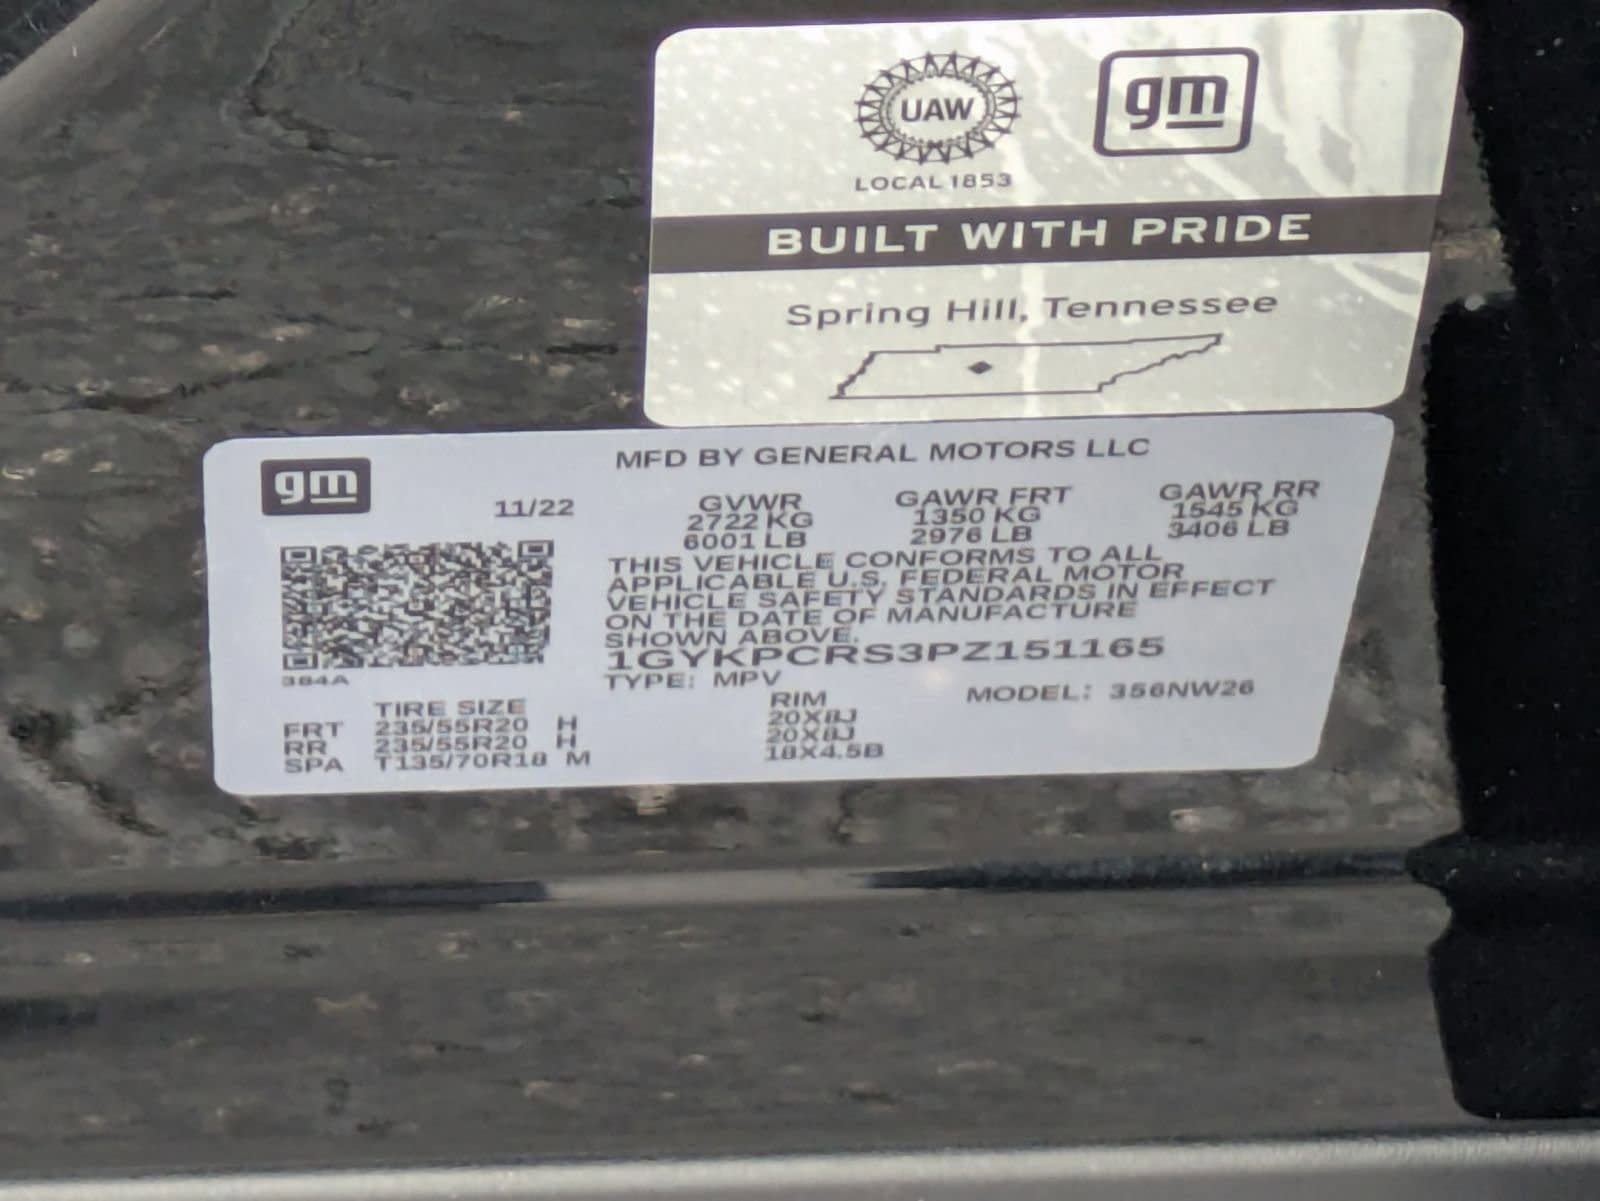 UAW
gm
LOCAL 1853
BUILT WITH PRIDE
Spring Hill, Tennessee
gm
MFD BY GENERAL MOTORS LLC
11/22 GVWR GAWR FRT GAWR RR
2722 KG 1350 KG 1545 KG
6001 LB 2976 LB 3406 LB
THIS VEHICLE CONFORMS TO ALL
APPLICABLE U.S. FEDERAL MOTOR
VEHICLE SAFETY STANDARDS IN EFFECT
ON THE DATE OF MANUFACTURE
SHOWN ABOVE.
1GYKPCRS3PZ151165
384A
TYPE: MPV MODEL: 356NW26
TIRE SIZE RIM
FRT 235/55R20 H 20X8J
RR 235/55R20 H 20X8J
SPA T135/70R18 M 18X4.5B